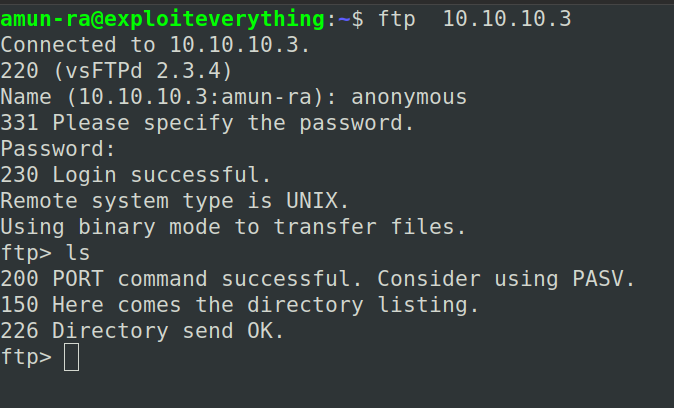 amun-ra@exploiteverything:~$ ftp  10.10.10.3
Connected to 10.10.10.3.
220 (vsFTPd 2.3.4)
Name (10.10.10.3:amun-ra): anonymous
331 Please specify the password.
Password:
230 Login successful.
Remote system type is UNIX.
Using binary mode to transfer files.
ftp> ls
200 PORT command successful. Consider using PASV.
150 Here comes the directory listing.
226 Directory send OK.
ftp>